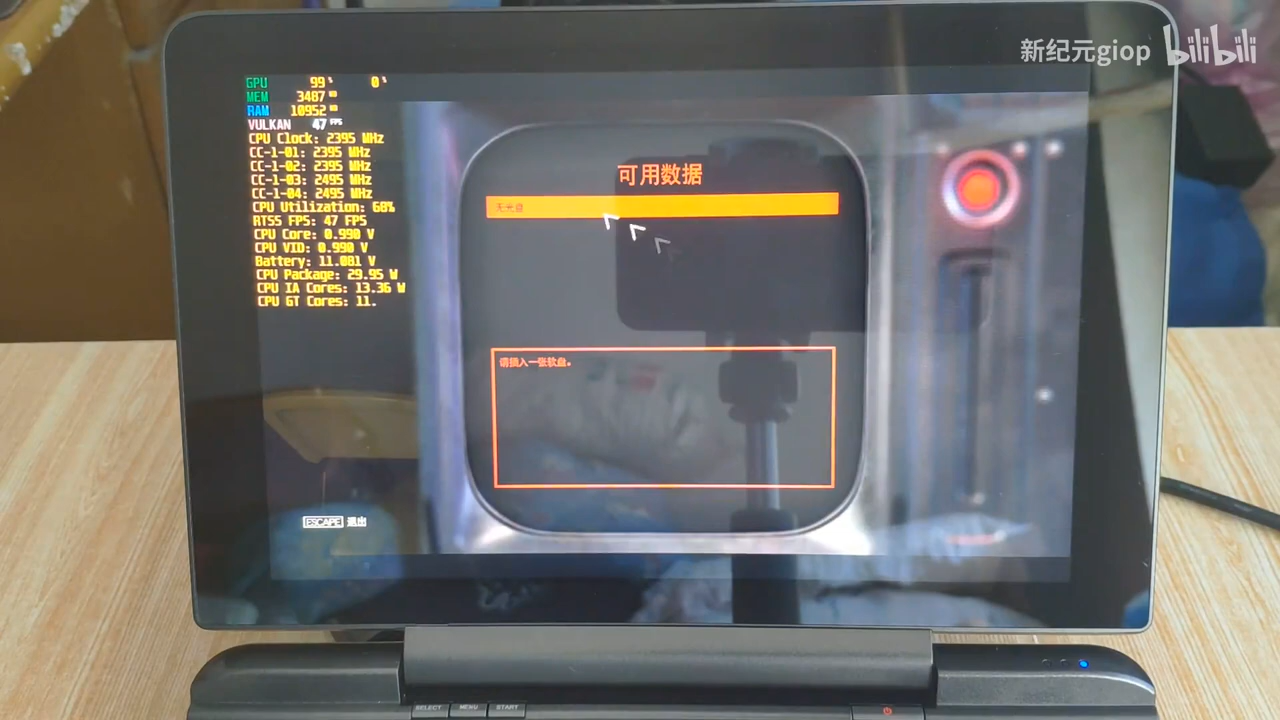 新纪元giop bilibili
GPU 99% 0%
MEM 3487 MB
RAM 10952 MB
VULKAN 47 FPS
CPU Clock: 2395 MHz
CC-1-01: 2395 MHz
CC-1-02: 2395 MHz
CC-1-03: 2495 MHz
CC-1-04: 2495 MHz
CPU Utilization: 68%
RTSS FPS: 47 FPS
CPU Core: 0.990 V
CPU VID: 0.990 V
Battery: 11.081 V
CPU Package: 29.95 W
CPU IA Cores: 13.36 W
CPU GT Cores: 11.
可用数据
无光盘
请插入一张软盘。
ESCAPE 退出
SELECT MENU START